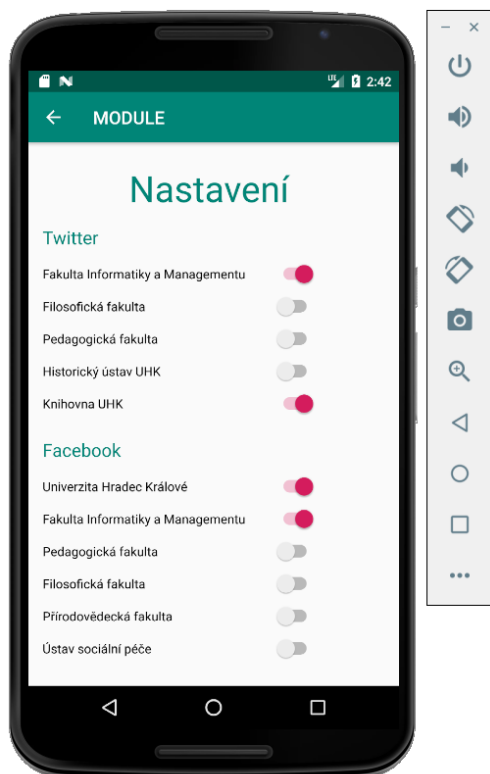 LTE 2:42
MODULE
Nastavení
Twitter
Fakulta Informatiky a Managementu
Filosofická fakulta
Pedagogická fakulta
Historický ústav UHK
Knihovna UHK
Facebook
Univerzita Hradec Králové
Fakulta Informatiky a Managementu
Pedagogická fakulta
Filosofická fakulta
Přírodovědecká fakulta
Ústav sociální péče